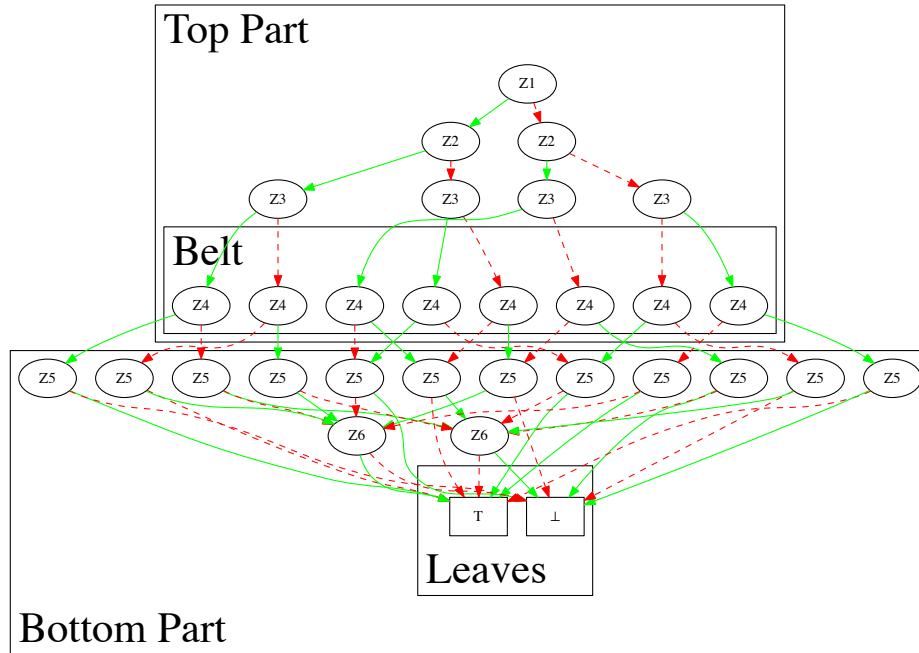 Top Part
Z1
Z2 Z2
Z3 Z3 Z3 Z3
Belt
Z4 Z4 Z4 Z4 Z4 Z4 Z4 Z4
Z5 Z5 Z5 Z5 Z5 Z5 Z5 Z5 Z5 Z5 Z5 Z5
Z6 Z6
T ⊥
Leaves
Bottom Part